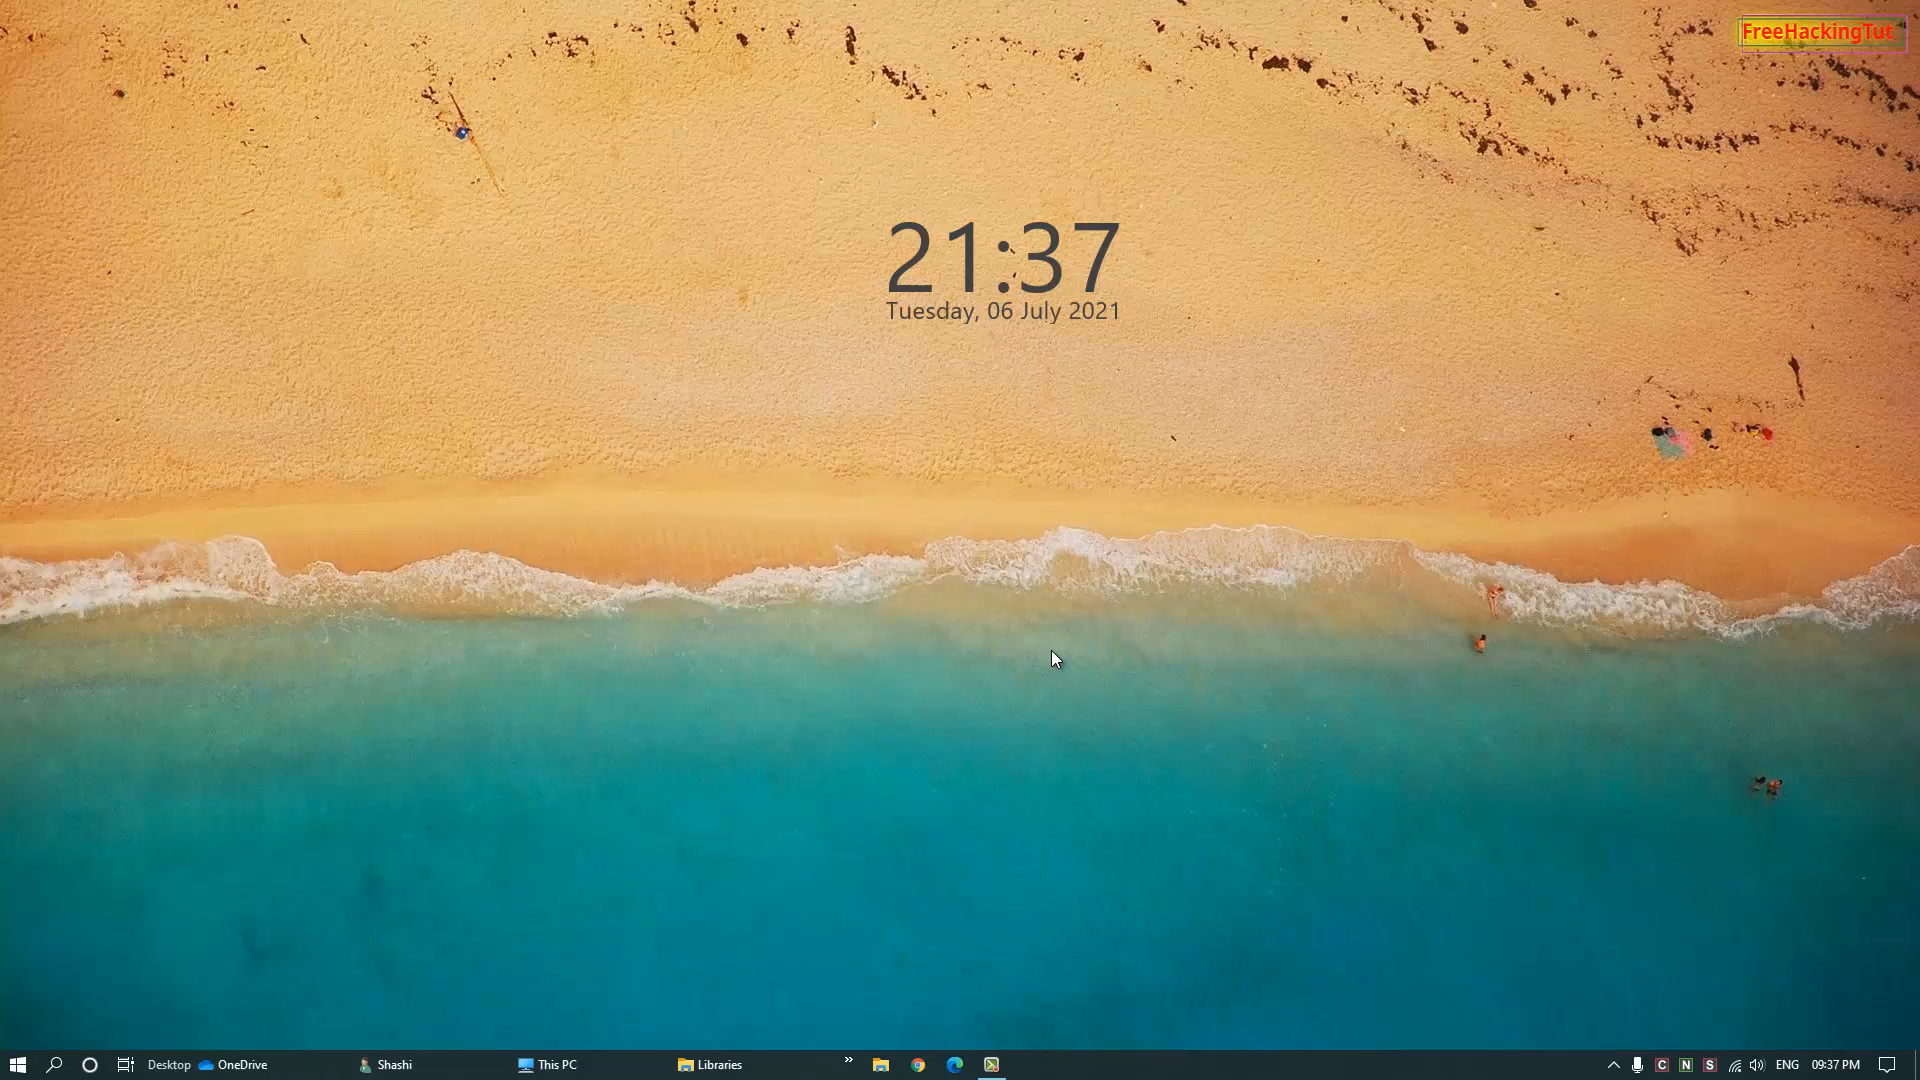 FreeHackingTut
21:37
Tuesday, 06 July 2021
Desktop
OneDrive
Shashi
This PC
Libraries
»
C
N
S
ENG
09:37 PM